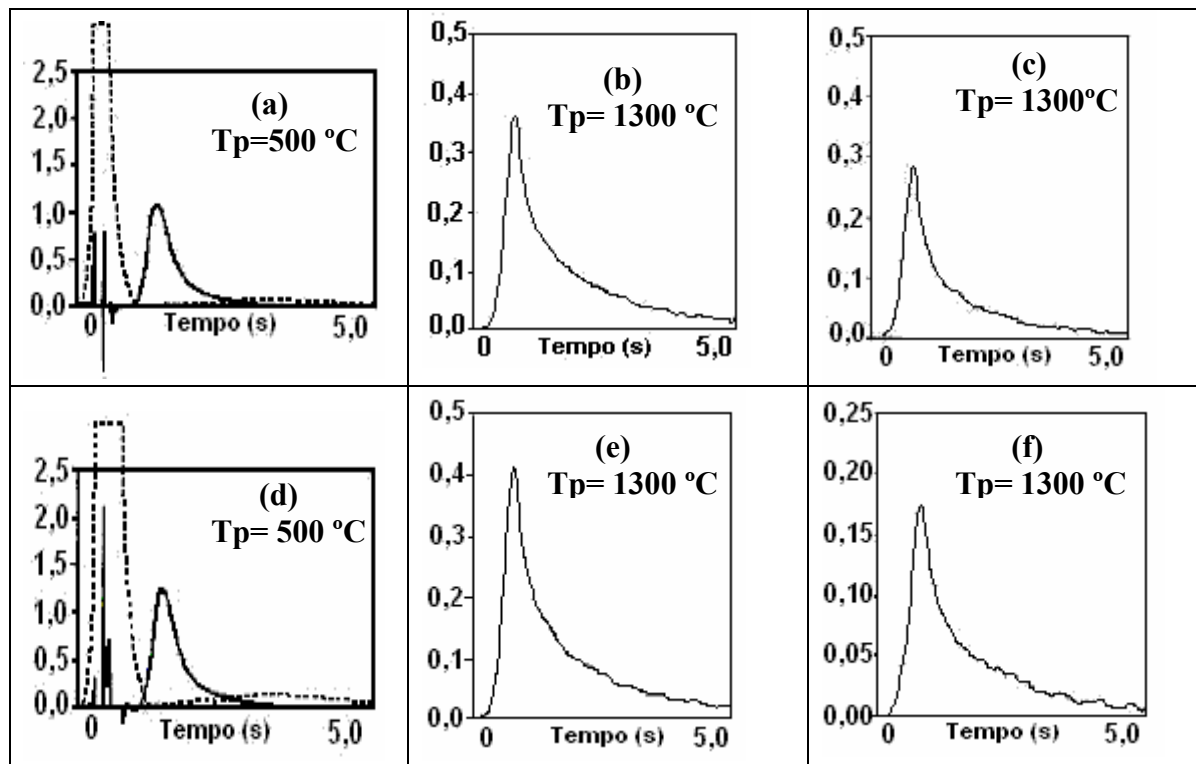 (a)
Tp=500 ºC
2,5
2,0
1,5
1,0
0,5
0,0
0 Tempo (s) 5,0
(b)
Tp= 1300 ºC
0,5
0,4
0,3
0,2
0,1
0,0
0 Tempo (s) 5,0
(c)
Tp= 1300ºC
0,5
0,4
0,3
0,2
0,1
0,0
0 Tempo (s) 5,0
(d)
Tp= 500 ºC
2,5
2,0
1,5
1,0
0,5
0,0
0 Tempo (s) 5,0
(e)
Tp= 1300 ºC
0,5
0,4
0,3
0,2
0,1
0,0
0 Tempo (s) 5,0
(f)
Tp= 1300 ºC
0,25
0,20
0,15
0,10
0,05
0,00
0 Tempo (s) 5,0